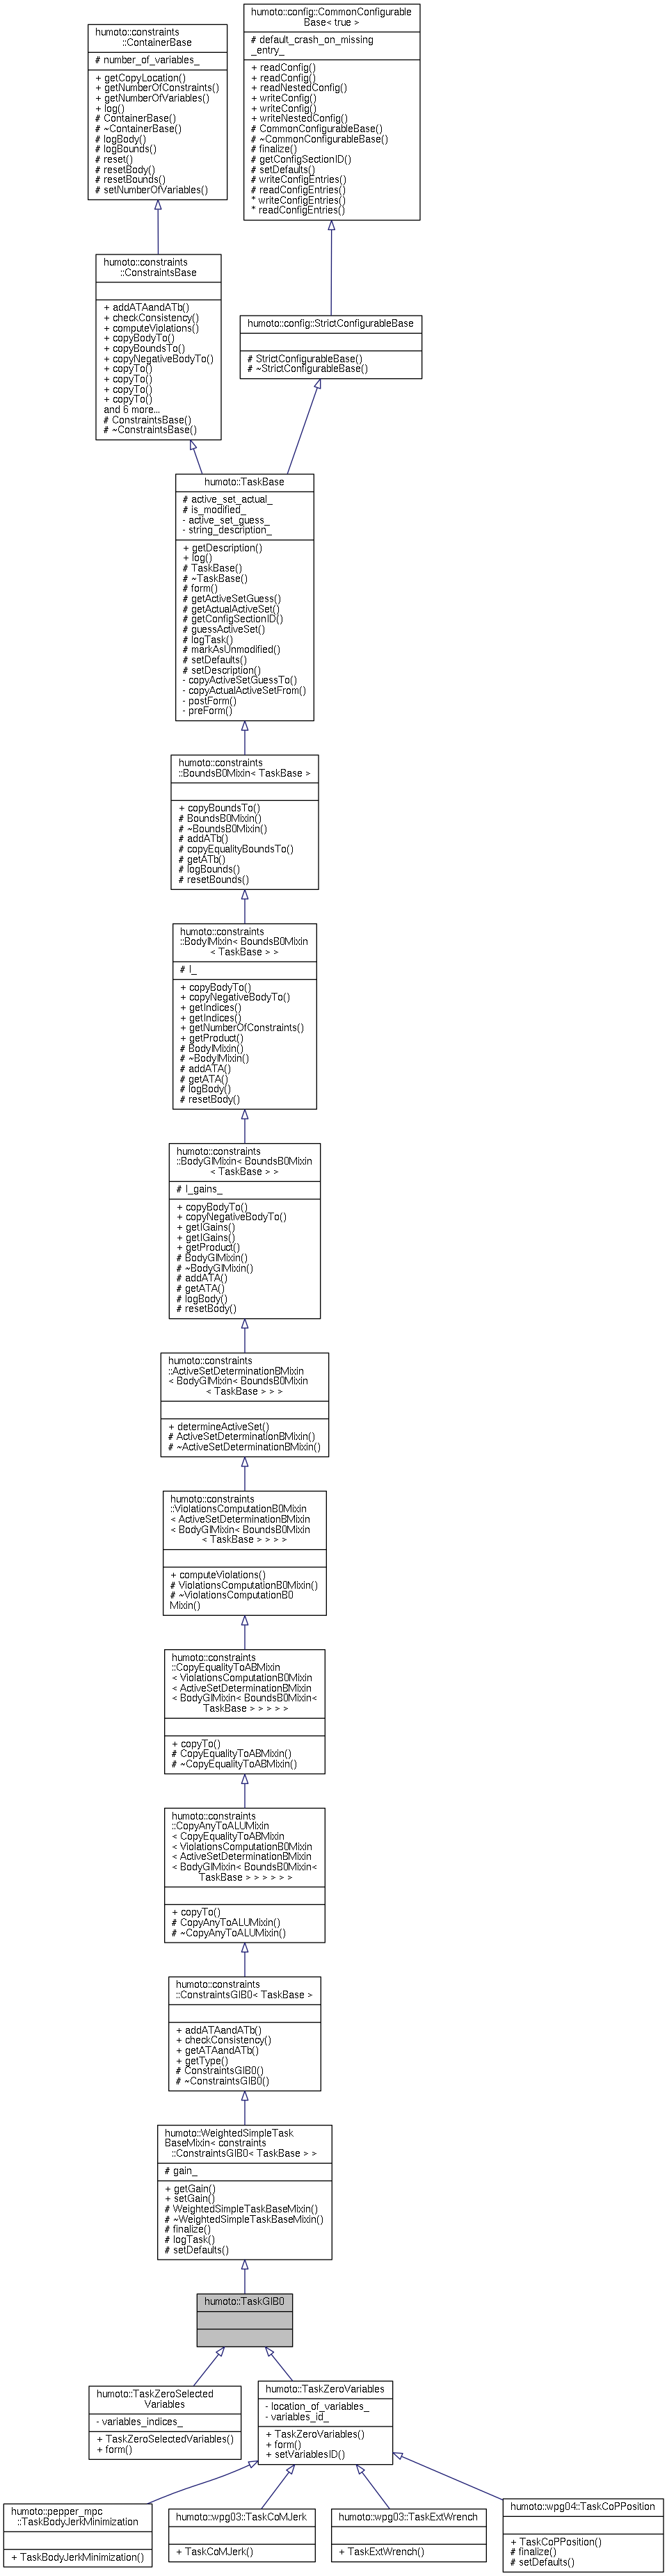 humoto::constraints
::ContainerBase
# number_of_variables_
+ getCopyLocation()
+ getNumberOfConstraints()
+ getNumberOfVariables()
+ log()
# ContainerBase()
# ~ContainerBase()
# logBody()
# logBounds()
# reset()
# resetBody()
# resetBounds()
# setNumberOfVariables()
humoto::config::CommonConfigurable
Base< true >
# default_crash_on_missing
_entry_
+ readConfig()
+ readConfig()
+ readNestedConfig()
+ writeConfig()
+ writeConfig()
+ writeNestedConfig()
# CommonConfigurableBase()
# ~CommonConfigurableBase()
# finalize()
# getConfigSectionID()
# setDefaults()
# writeConfigEntries()
# readConfigEntries()
* writeConfigEntries()
* readConfigEntries()
humoto::constraints
::ConstraintsBase
+ addATAandATb()
+ checkConsistency()
+ computeViolations()
+ copyBodyTo()
+ copyBoundsTo()
+ copyNegativeBodyTo()
+ copyTo()
+ copyTo()
+ copyTo()
+ copyTo()
and 6 more...
# ConstraintsBase()
# ~ConstraintsBase()
humoto::config::StrictConfigurableBase
# StrictConfigurableBase()
# ~StrictConfigurableBase()
humoto::TaskBase
# active_set_actual_
# is_modified_
- active_set_guess_
- string_description_
+ getDescription()
+ log()
# TaskBase()
# ~TaskBase()
# form()
# getActiveSetGuess()
# getActualActiveSet()
# getConfigSectionID()
# guessActiveSet()
# logTask()
# markAsUnmodified()
# setDefaults()
# setDescription()
- copyActiveSetGuessTo()
- copyActualActiveSetFrom()
- postForm()
- preForm()
humoto::constraints
::BoundsB0Mixin< TaskBase >
+ copyBoundsTo()
# BoundsB0Mixin()
# ~BoundsB0Mixin()
# addATb()
# copyEqualityBoundsTo()
# getATb()
# logBounds()
# resetBounds()
humoto::constraints
::BodyIMixin< BoundsB0Mixin
< TaskBase > >
# I_
+ copyBodyTo()
+ copyNegativeBodyTo()
+ getIndices()
+ getIndices()
+ getNumberOfConstraints()
+ getProduct()
# BodyIMixin()
# ~BodyIMixin()
# addATA()
# getATA()
# logBody()
# resetBody()
humoto::constraints
::BodyGIMixin< BoundsB0Mixin
< TaskBase > >
# I_gains_
+ copyBodyTo()
+ copyNegativeBodyTo()
+ getIGains()
+ getIGains()
+ getProduct()
# BodyGIMixin()
# ~BodyGIMixin()
# addATA()
# getATA()
# logBody()
# resetBody()
humoto::constraints
::ActiveSetDeterminationBMixin
< BodyGIMixin< BoundsB0Mixin
< TaskBase > > >
+ determineActiveSet()
# ActiveSetDeterminationBMixin()
# ~ActiveSetDeterminationBMixin()
humoto::constraints
::ViolationsComputationB0Mixin
< ActiveSetDeterminationBMixin
< BodyGIMixin< BoundsB0Mixin
< TaskBase > > > >
+ computeViolations()
# ViolationsComputationB0Mixin()
# ~ViolationsComputationB0
Mixin()
humoto::constraints
::CopyEqualityToABMixin
< ViolationsComputationB0Mixin
< ActiveSetDeterminationBMixin
< BodyGIMixin< BoundsB0Mixin<
TaskBase > > > > >
+ copyTo()
# CopyEqualityToABMixin()
# ~CopyEqualityToABMixin()
humoto::constraints
::CopyAnyToALUMixin
< CopyEqualityToABMixin
< ViolationsComputationB0Mixin
< ActiveSetDeterminationBMixin
< BodyGIMixin< BoundsB0Mixin<
TaskBase > > > > > >
+ copyTo()
# CopyAnyToALUMixin()
# ~CopyAnyToALUMixin()
humoto::constraints
::ConstraintsGIB0< TaskBase >
+ addATAandATb()
+ checkConsistency()
+ getATAandATb()
+ getType()
# ConstraintsGIB0()
# ~ConstraintsGIB0()
humoto::WeightedSimpleTask
BaseMixin< constraints
::ConstraintsGIB0< TaskBase > >
# gain_
+ getGain()
+ setGain()
# WeightedSimpleTaskBaseMixin()
# ~WeightedSimpleTaskBaseMixin()
# finalize()
# logTask()
# setDefaults()
humoto::TaskGIB0
humoto::TaskZeroSelected
Variables
- variables_indices_
+ TaskZeroSelectedVariables()
+ form()
humoto::TaskZeroVariables
- location_of_variables_
- variables_id_
+ TaskZeroVariables()
+ form()
+ setVariablesID()
humoto::pepper_mpc
::TaskBodyJerkMinimization
+ TaskBodyJerkMinimization()
humoto::wpg03::TaskCoMJerk
+ TaskCoMJerk()
humoto::wpg03::TaskExtWrench
+ TaskExtWrench()
humoto::wpg04::TaskCoPPosition
+ TaskCoPPosition()
# finalize()
# setDefaults()